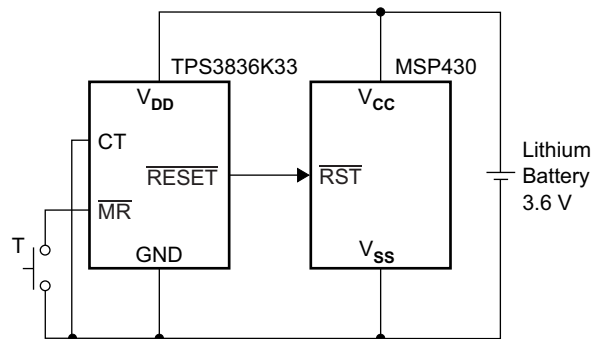 TPS3836K33
MSP430
VDD
VCC
CT
RESET
RST
MR
T
GND
VSS
Lithium
Battery
3.6 V